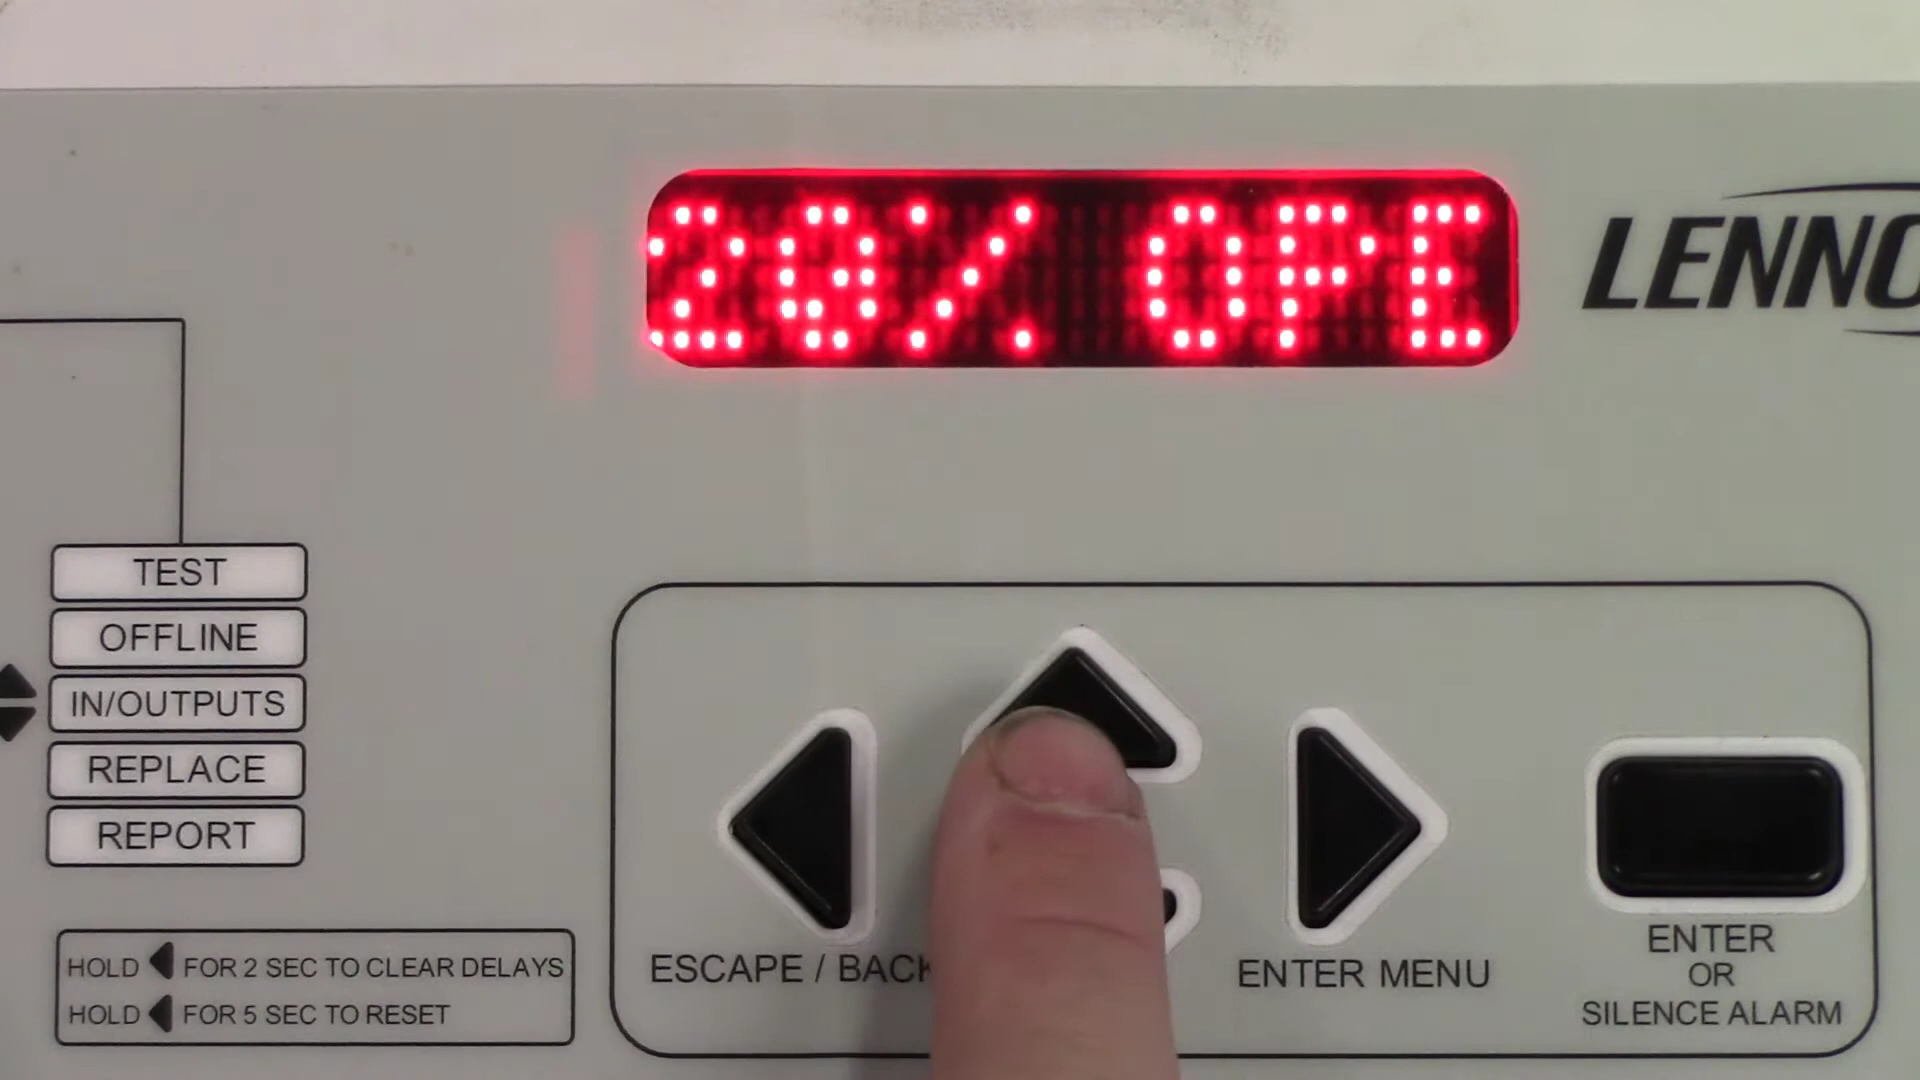 20% OPE
LENNO
TEST
OFFLINE
IN/OUTPUTS
REPLACE
REPORT
HOLD ◀ FOR 2 SEC TO CLEAR DELAYS
HOLD ◀ FOR 5 SEC TO RESET
ESCAPE / BACK
ENTER MENU
ENTER
OR
SILENCE ALARM